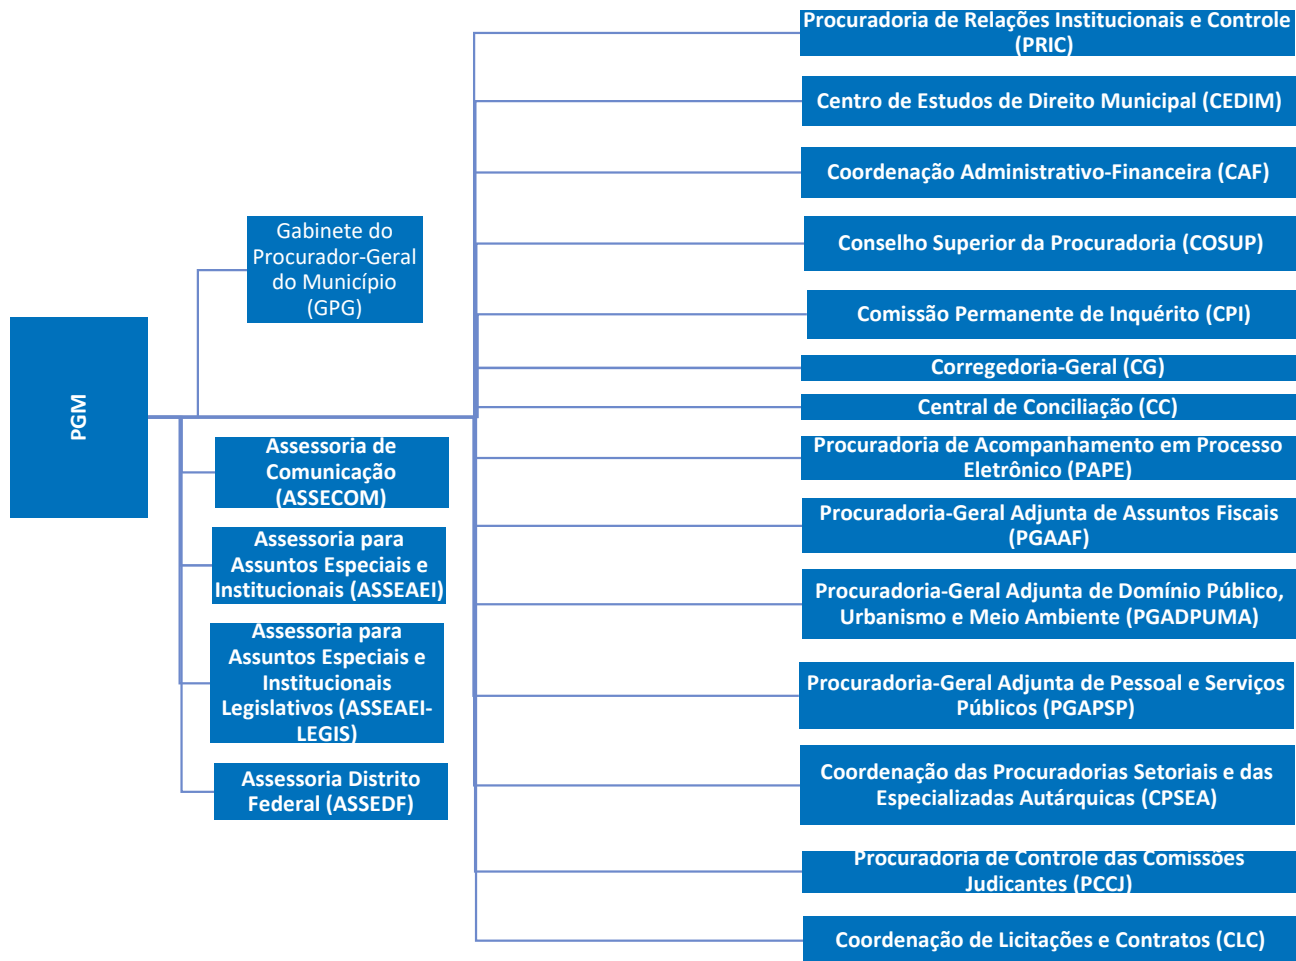 PGM
Gabinete do
Procurador-Geral
do Município
(GPG)
Assessoria de
Comunicação
(ASSECOM)
Assessoria para
Assuntos Especiais e
Institucionais (ASSEAEI)
Assessoria para
Assuntos Especiais e
Institucionais
Legislativos (ASSEAEI-
LEGIS)
Assessoria Distrito
Federal (ASSEDF)
Procuradoria de Relações Institucionais e Controle
(PRIC)
Centro de Estudos de Direito Municipal (CEDIM)
Coordenação Administrativo-Financeira (CAF)
Conselho Superior da Procuradoria (COSUP)
Comissão Permanente de Inquérito (CPI)
Corregedoria-Geral (CG)
Central de Conciliação (CC)
Procuradoria de Acompanhamento em Processo
Eletrônico (PAPE)
Procuradoria-Geral Adjunta de Assuntos Fiscais
(PGAAF)
Procuradoria-Geral Adjunta de Domínio Público,
Urbanismo e Meio Ambiente (PGADPUMA)
Procuradoria-Geral Adjunta de Pessoal e Serviços
Públicos (PGAPSP)
Coordenação das Procuradorias Setoriais e das
Especializadas Autárquicas (CPSEA)
Procuradoria de Controle das Comissões
Judicantes (PCCJ)
Coordenação de Licitações e Contratos (CLC)